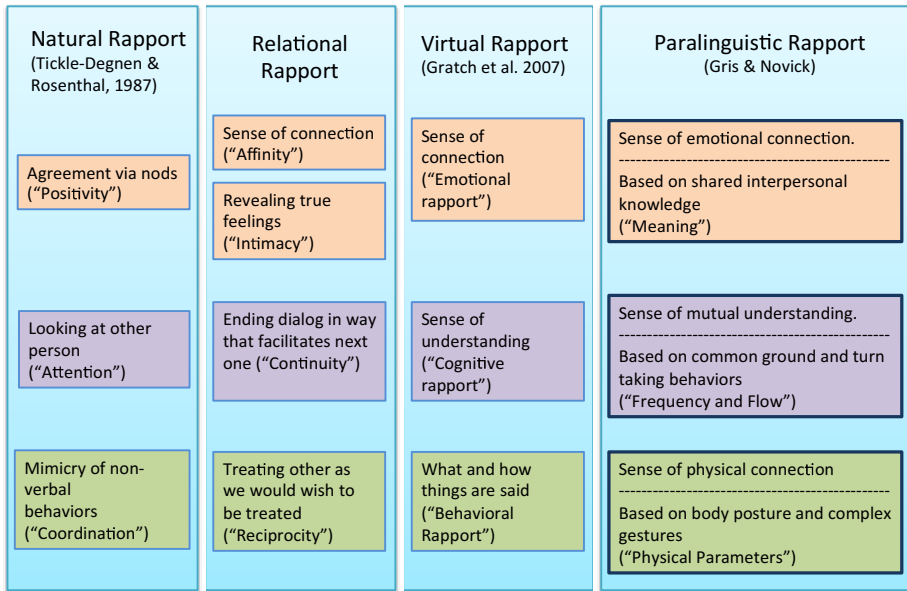 Natural Rapport
(Tickle-Degnen &
Rosenthal, 1987)
Agreement via nods
(“Positivity”)
Looking at other
person
(“Attention”)
Mimicry of non-
verbal
behaviors
(“Coordination”)
Relational
Rapport
Sense of connection
(“Affinity”)
Revealing true
feelings
(“Intimacy”)
Ending dialog in way
that facilitates next
one (“Continuity”)
Treating other as
we would wish to
be treated
(“Reciprocity”)
Virtual Rapport
(Gratch et al. 2007)
Sense of
connection
(“Emotional
rapport”)
Sense of
understanding
(“Cognitive
rapport”)
What and how
things are said
(“Behavioral
Rapport”)
Paralinguistic Rapport
(Gris & Novick)
Sense of emotional connection.
Based on shared interpersonal
knowledge
(“Meaning”)
Sense of mutual understanding.
Based on common ground and turn
taking behaviors
(“Frequency and Flow”)
Sense of physical connection
Based on body posture and complex
gestures
(“Physical Parameters”)